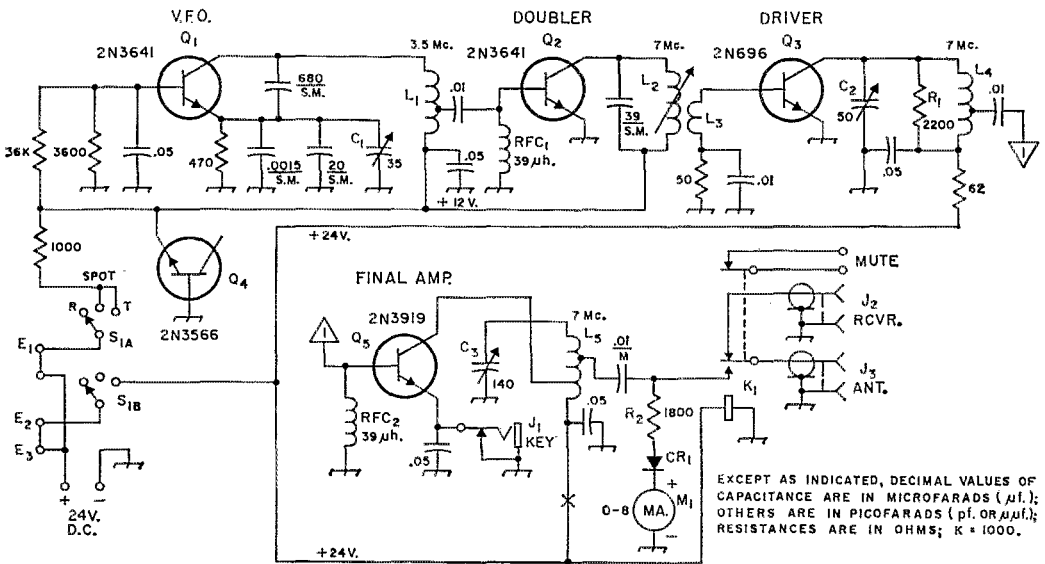 V.F.O.
DOUBLER
DRIVER
2N3641
Q1
3.5 Mc.
2N3641
Q2
7 Mc.
2N696
Q3
7 Mc.
680
S.M.
L1
.01
39
S.M.
L2
L3
C2
50
R1
2200
L4
.01
1
36K
3600
.05
470
.0015
S.M.
20
S.M.
C1
35
.05
RFC1
39 μh.
50
.01
.05
62
+12 V.
+24V.
1000
Q4
2N3566
SPOT
R
T
S1A
E1
S1B
E2
E3
+
−
24V.
D.C.
FINAL AMP.
1
2N3919
Q5
RFC2
39 μh.
.05
J1
KEY
C3
140
7 Mc.
L5
.01
M
.05
R2
1800
CR1
+
M1
0-8
MA.
−
K1
MUTE
J2
RCVR.
J3
ANT.
+24V.
EXCEPT AS INDICATED, DECIMAL VALUES OF
CAPACITANCE ARE IN MICROFARADS (μf.);
OTHERS ARE IN PICOFARADS (pf. OR μμf.);
RESISTANCES ARE IN OHMS; K = 1000.